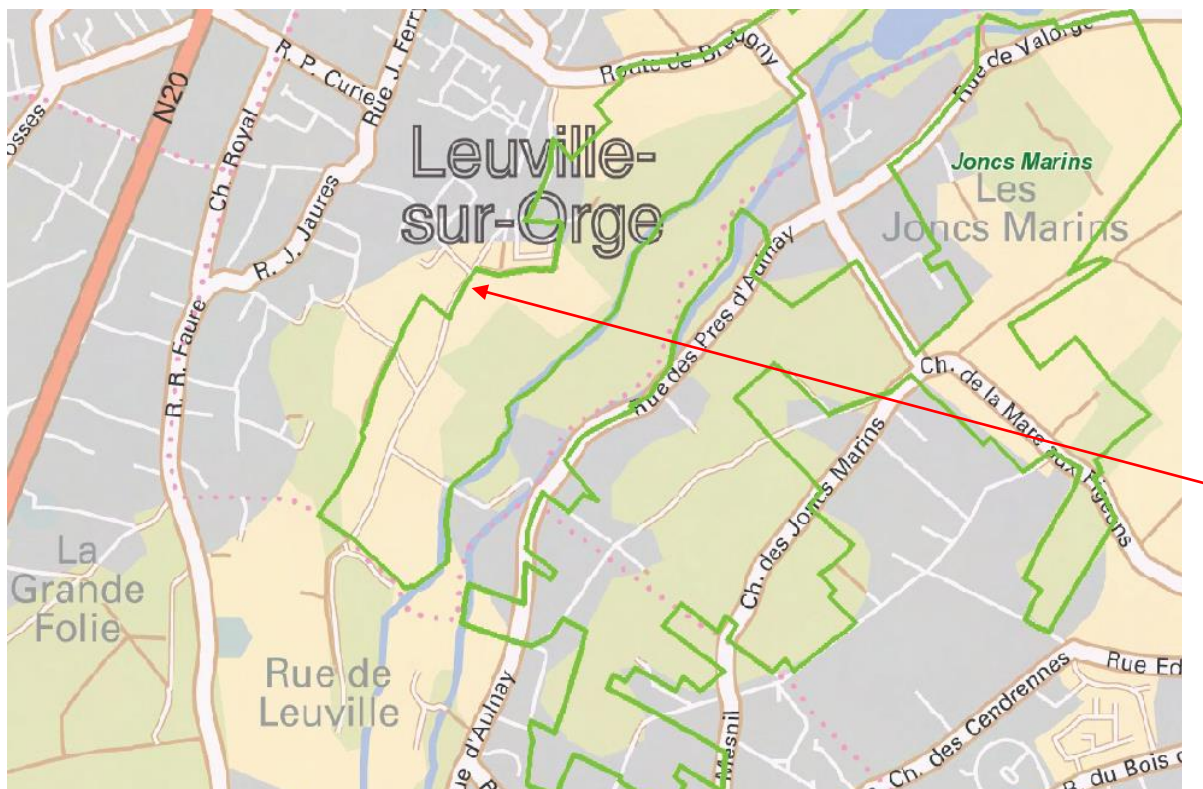 Route de Bretigny
Rue de Valorge
R. P. Curie
Rue J. Ferry
osses
N20
Ch. Royal
Leuville-
sur-Orge
Joncs Marins
Les
Joncs Marins
R. J. Jaures
R. R. Faure
Rue des Pres d'Aulnay
Ch. de la Mare aux Pigeons
Ch. des Joncs Marins
La
Grande
Folie
Rue de
Leuville
ue d'Aulnay
R
Mesnil
Ch. des Cendrennes
Rue Ed
R. du Bois d